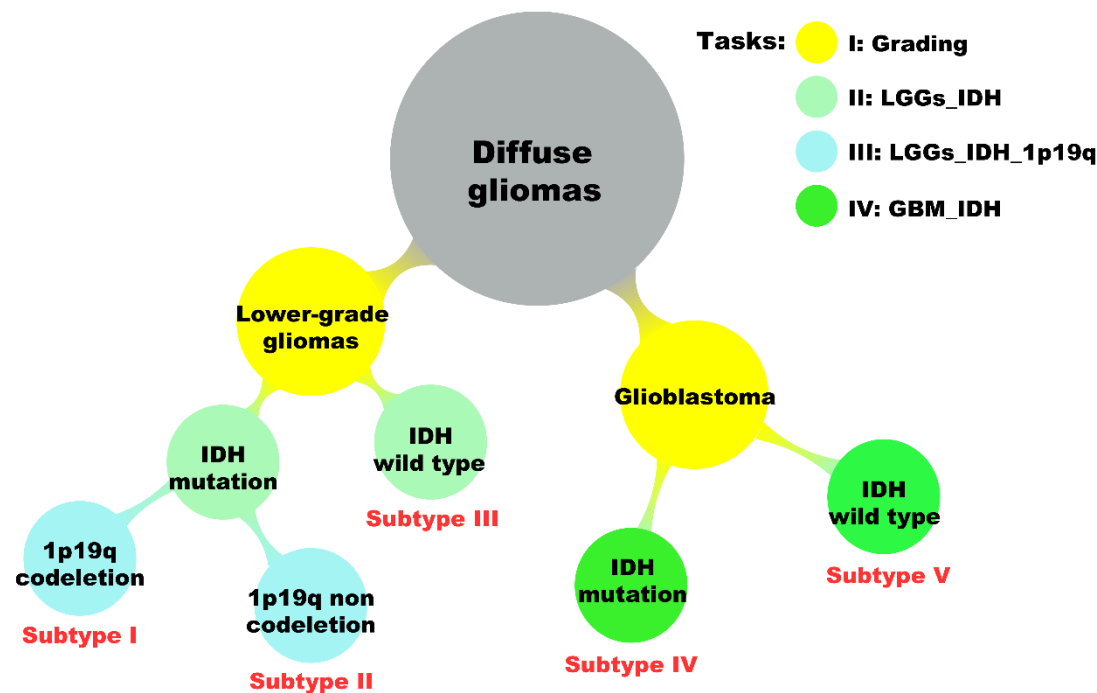 Tasks:
I: Grading
II: LGGs_IDH
III: LGGs_IDH_1p19q
IV: GBM_IDH
Diffuse
gliomas
Lower-grade
gliomas
Glioblastoma
IDH
mutation
IDH
wild type
Subtype III
1p19q
codeletion
Subtype I
1p19q non
codeletion
Subtype II
IDH
mutation
Subtype IV
IDH
wild type
Subtype V